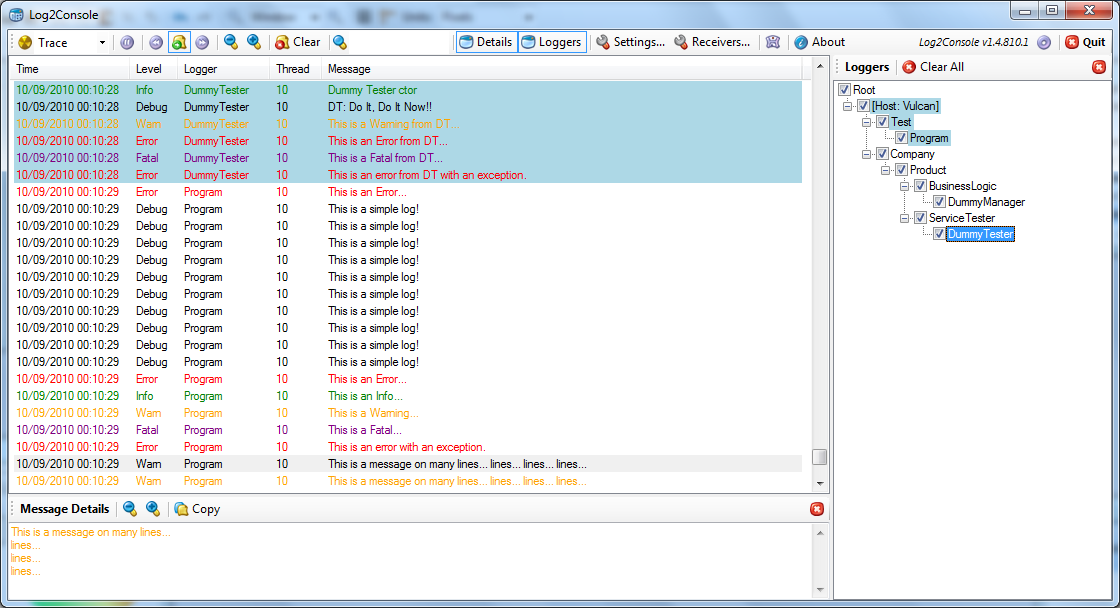 Log2Console
Trace Clear Details Loggers Settings... Receivers... About Log2Console v1.4.810.1 Quit
Time Level Logger Thread Message
10/09/2010 00:10:28 Info DummyTester 10 Dummy Tester ctor
10/09/2010 00:10:28 Debug DummyTester 10 DT: Do It, Do It Now!!
10/09/2010 00:10:28 Warn DummyTester 10 This is a Warning from DT...
10/09/2010 00:10:28 Error DummyTester 10 This is an Error from DT...
10/09/2010 00:10:28 Fatal DummyTester 10 This is a Fatal from DT...
10/09/2010 00:10:28 Error DummyTester 10 This is an error from DT with an exception.
10/09/2010 00:10:29 Error Program 10 This is an Error...
10/09/2010 00:10:29 Debug Program 10 This is a simple log!
10/09/2010 00:10:29 Debug Program 10 This is a simple log!
10/09/2010 00:10:29 Debug Program 10 This is a simple log!
10/09/2010 00:10:29 Debug Program 10 This is a simple log!
10/09/2010 00:10:29 Debug Program 10 This is a simple log!
10/09/2010 00:10:29 Debug Program 10 This is a simple log!
10/09/2010 00:10:29 Debug Program 10 This is a simple log!
10/09/2010 00:10:29 Debug Program 10 This is a simple log!
10/09/2010 00:10:29 Debug Program 10 This is a simple log!
10/09/2010 00:10:29 Debug Program 10 This is a simple log!
10/09/2010 00:10:29 Error Program 10 This is an Error...
10/09/2010 00:10:29 Info Program 10 This is an Info...
10/09/2010 00:10:29 Warn Program 10 This is a Warning...
10/09/2010 00:10:29 Fatal Program 10 This is a Fatal...
10/09/2010 00:10:29 Error Program 10 This is an error with an exception.
10/09/2010 00:10:29 Warn Program 10 This is a message on many lines... lines... lines... lines...
10/09/2010 00:10:29 Warn Program 10 This is a message on many lines... lines... lines... lines...
Message Details Copy
This is a message on many lines...
lines...
lines...
lines...
Loggers Clear All
Root
[Host: Vulcan]
Test
Program
Company
Product
BusinessLogic
DummyManager
ServiceTester
DummyTester